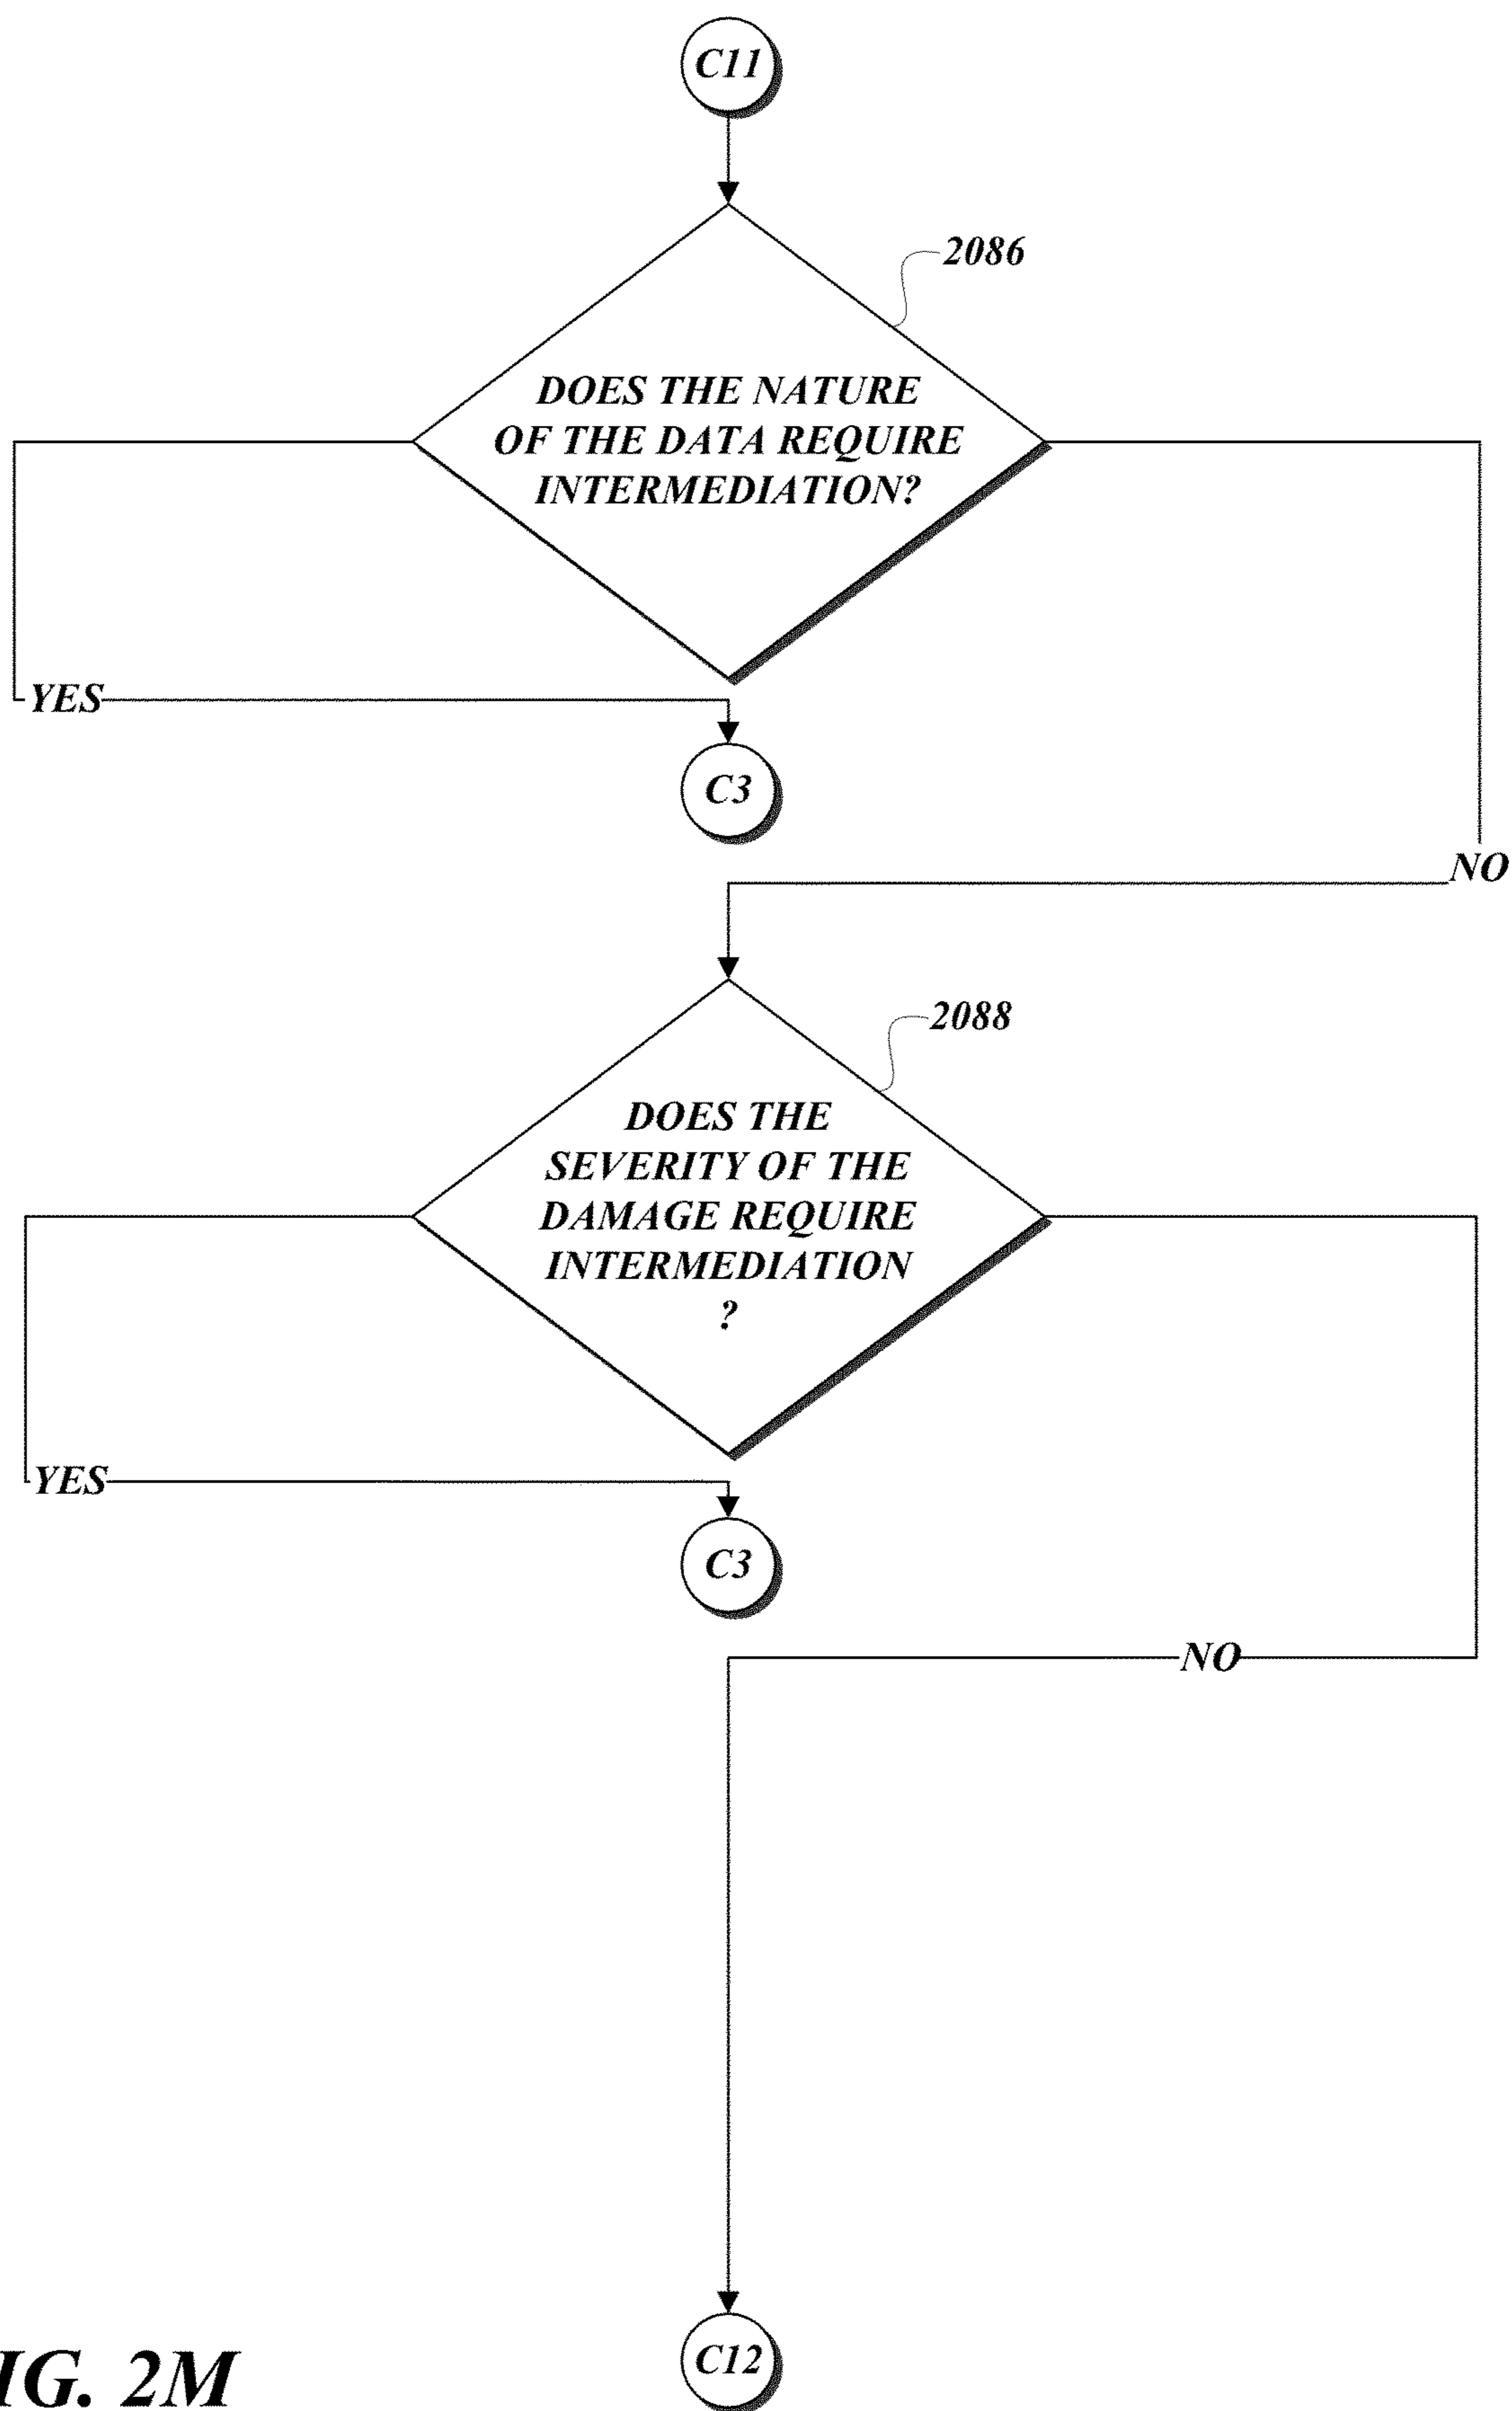 C11
2086
DOES THE NATURE
OF THE DATA REQUIRE
INTERMEDIATION?
YES
C3
NO
2088
DOES THE
SEVERITY OF THE
DAMAGE REQUIRE
INTERMEDIATION
?
YES
C3
NO
C12
IG. 2M